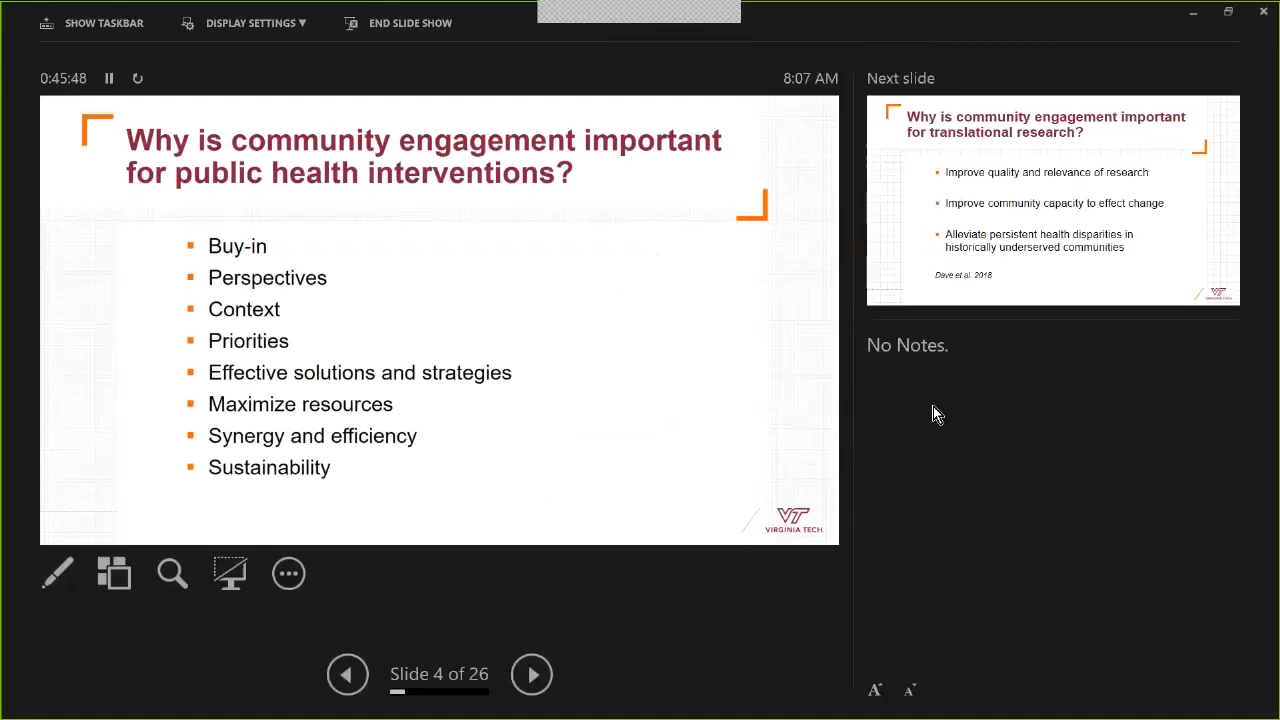 SHOW TASKBAR
DISPLAY SETTINGS ▼
END SLIDE SHOW
0:45:48
8:07 AM
Why is community engagement important
for public health interventions?
Buy-in
Perspectives
Context
Priorities
Effective solutions and strategies
Maximize resources
Synergy and efficiency
Sustainability
VT
VIRGINIA TECH.
Slide 4 of 26
Next slide
Why is community engagement important
for translational research?
Improve quality and relevance of research
Improve community capacity to effect change
Alleviate persistent health disparities in
historically underserved communities
Dave et al. 2018
VT
VIRGINIA TECH.
No Notes.
A A